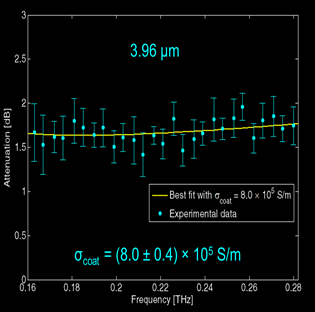 3.96 µm
3
2.5
2
1.5
1
0.5
0
Attenuation [dB]
Best fit with σcoat = 8.0 × 10⁵ S/m
Experimental data
σcoat = (8.0 ± 0.4) × 10⁵ S/m
0.16 0.18 0.2 0.22 0.24 0.26 0.28
Frequency [THz]